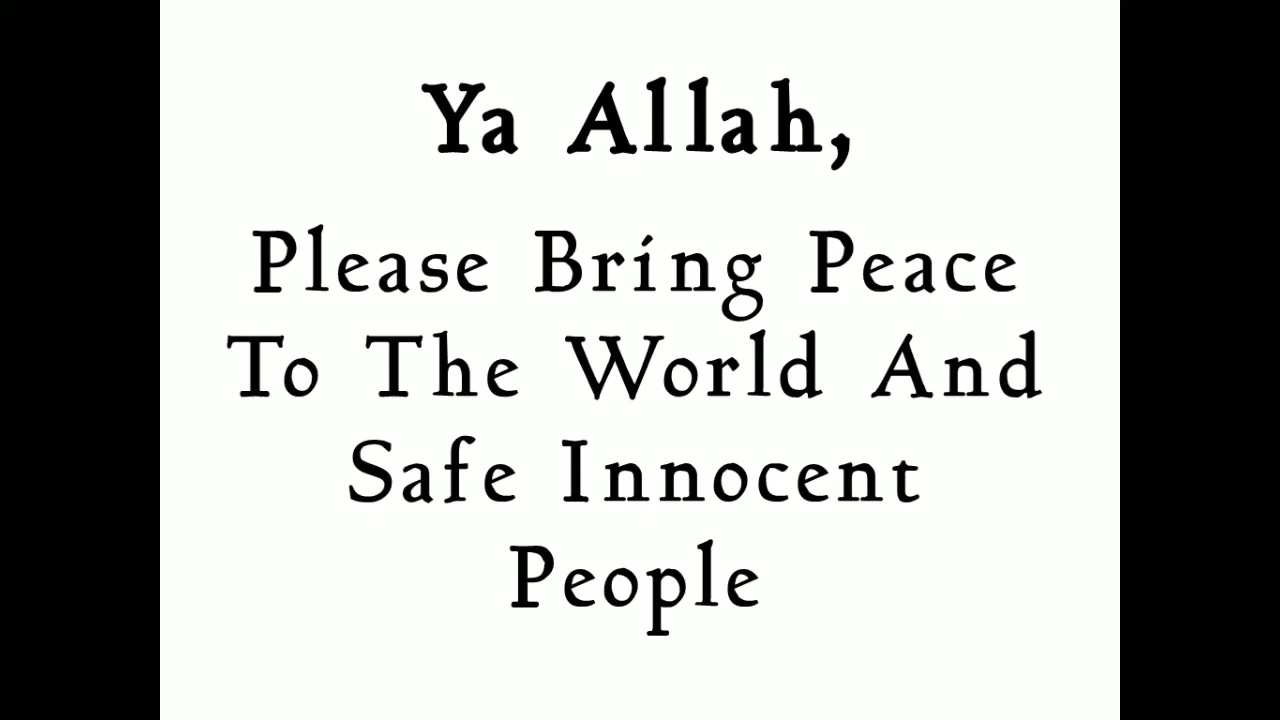 Ya Allah,
Please Bring Peace
To The World And
Safe Innocent
People